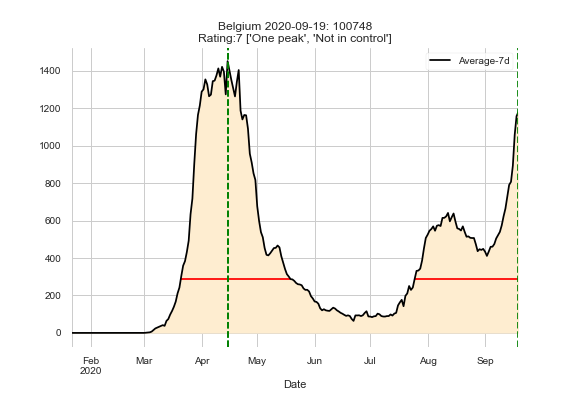 Belgium 2020-09-19: 100748
Rating:7 ['One peak', 'Not in control']
Average-7d
1400
1200
1000
800
600
400
200
0
Feb Mar Apr May Jun Jul Aug Sep
2020
Date